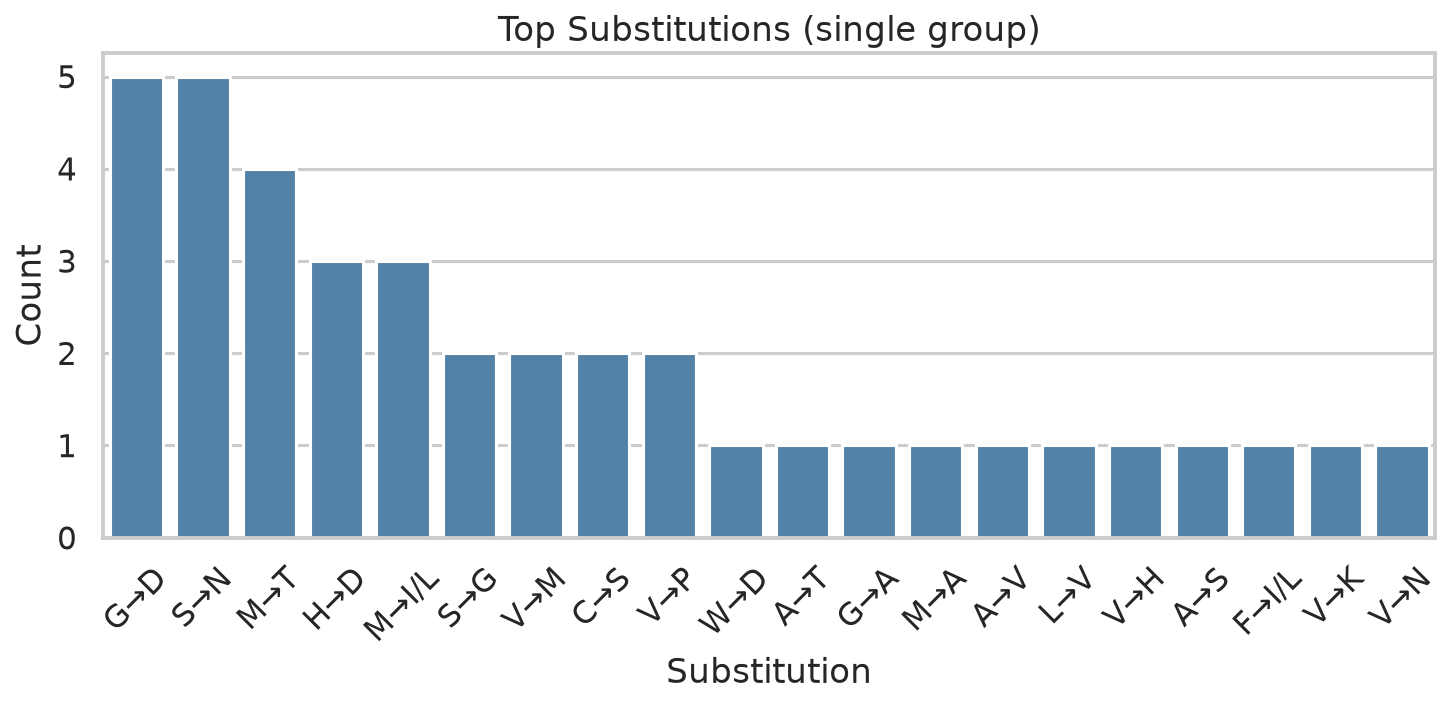 Top Substitutions (single group)
Count
5
4
3
2
1
0
G→D S→N M→T H→D M→I/L S→G V→M C→S V→P W→D A→T G→A M→A A→V L→V V→H A→S F→I/L V→K V→N
Substitution